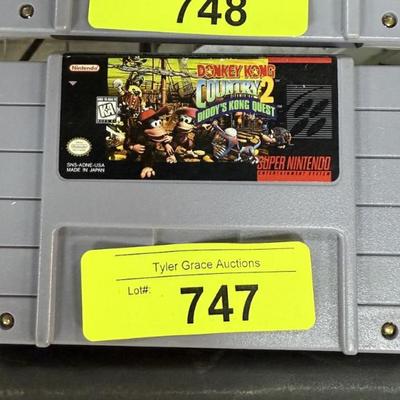 748
Nintendo
DONKEY KONG
COUNTRY 2
DIDDY'S KONG QUEST
K-A
SNS-ADNE-USA
MADE IN JAPAN
SUPER NINTENDO
ENTERTAINMENT SYSTEM
Tyler Grace Auctions
Lot#:
747